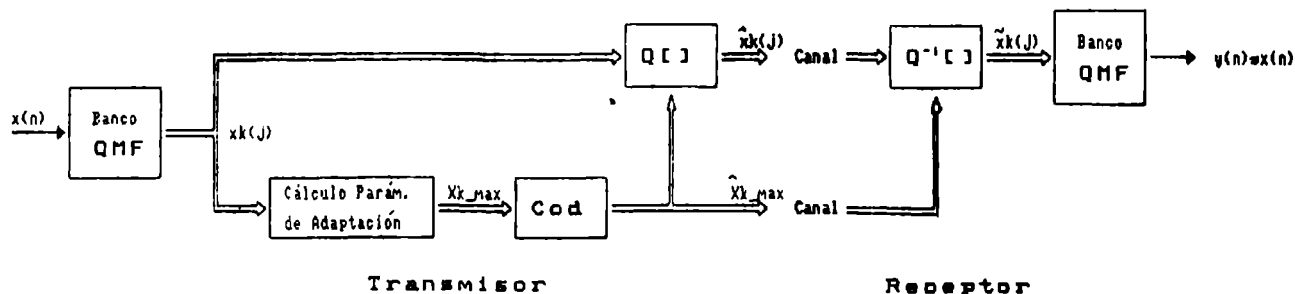 x(n)
Banco
QMF
xk(j)
Cálculo Parám.
de Adaptación
Xk_max
Cod
Q[ ]
x̂k(j)
X̂k_max
Canal
Canal
Q⁻¹[ ]
x̃k(j)
Banco
QMF
y(n)≈x(n)
Transmisor
Receptor